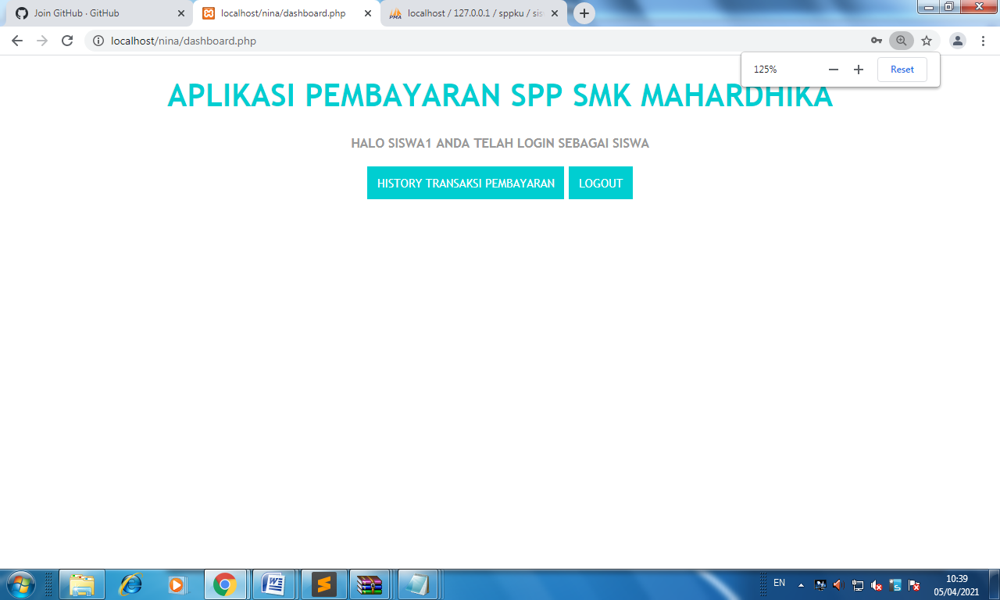 Join GitHub · GitHub
localhost/nina/dashboard.php
localhost / 127.0.0.1 / sppku / sis
localhost/nina/dashboard.php
125%
Reset
APLIKASI PEMBAYARAN SPP SMK MAHARDHIKA
HALO SISWA1 ANDA TELAH LOGIN SEBAGAI SISWA
HISTORY TRANSAKSI PEMBAYARAN
LOGOUT
EN
10:39
05/04/2021